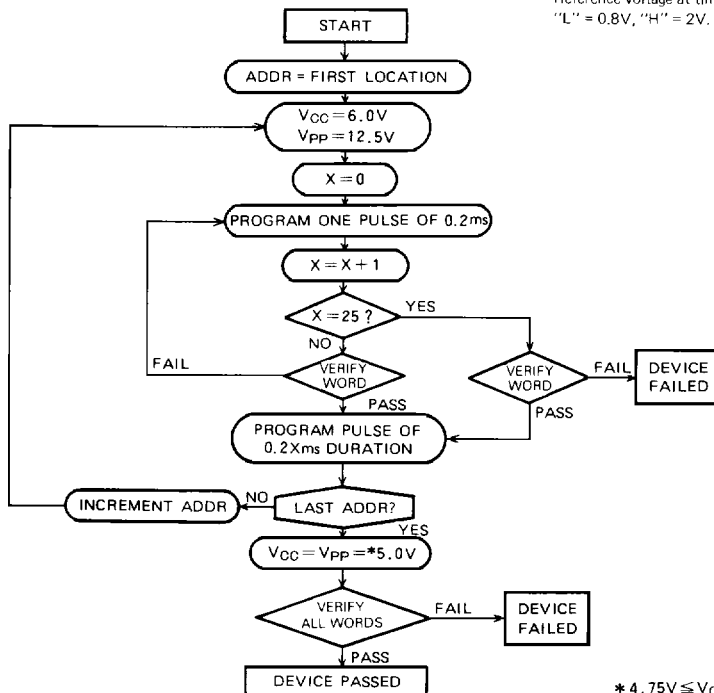 Reference voltage at
"L" = 0.8V, "H" = 2V.
START
ADDR = FIRST LOCATION
VCC = 6.0V
VPP = 12.5V
X = 0
PROGRAM ONE PULSE OF 0.2ms
X = X + 1
X = 25 ?
YES
NO
FAIL
VERIFY
WORD
PASS
VERIFY
WORD
FAIL
PASS
DEVICE
FAILED
PROGRAM PULSE OF
0.2Xms DURATION
INCREMENT ADDR
NO
LAST ADDR?
YES
VCC = VPP = *5.0V
VERIFY
ALL WORDS
FAIL
DEVICE
FAILED
PASS
DEVICE PASSED
* 4.75V ≦